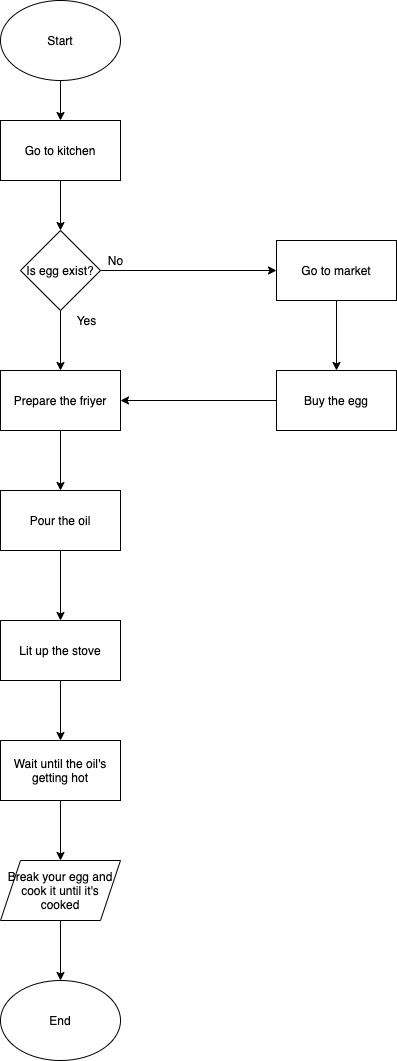 Start
Go to kitchen
Is egg exist?
No
Go to market
Yes
Prepare the friyer
Buy the egg
Pour the oil
Lit up the stove
Wait until the oil's
getting hot
Break your egg and
cook it until it's
cooked
End